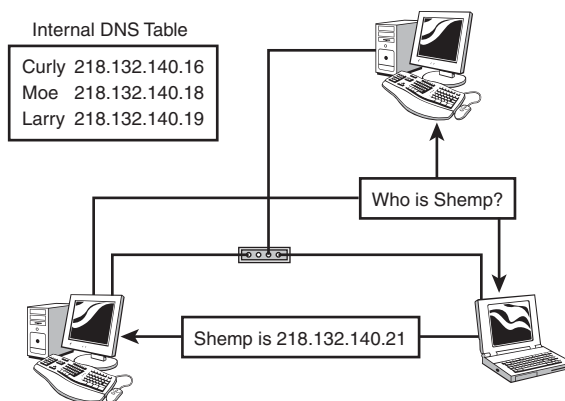 Internal DNS Table
Curly 218.132.140.16
Moe 218.132.140.18
Larry 218.132.140.19
Who is Shemp?
Shemp is 218.132.140.21